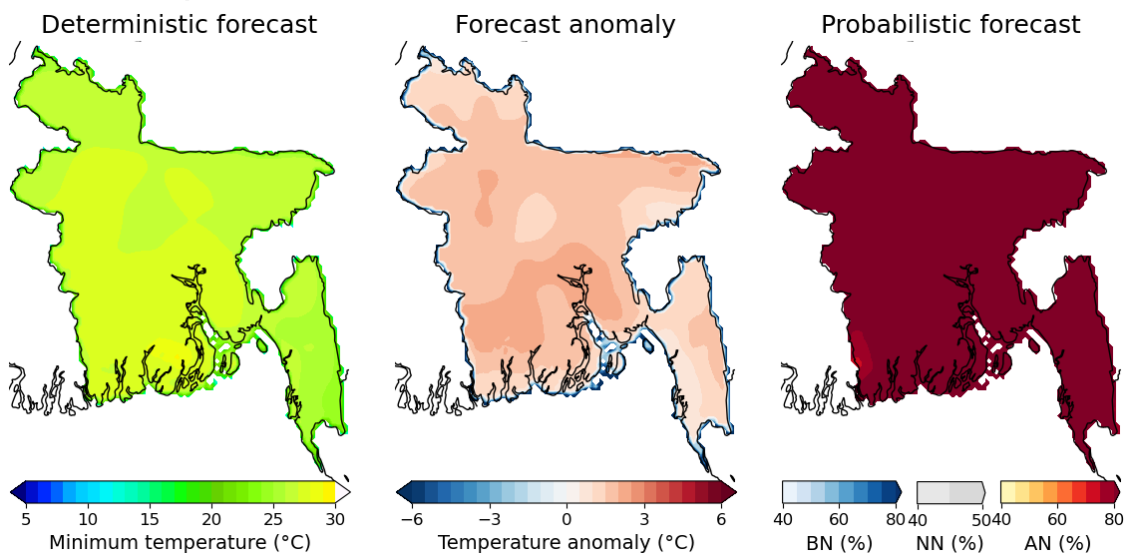 Deterministic forecast Forecast anomaly Probabilistic forecast
5 10 15 20 25 30 −6 −3 0 3 6 40 60 80 40 50 40 60 80
Minimum temperature (°C) Temperature anomaly (°C) BN (%) NN (%) AN (%)